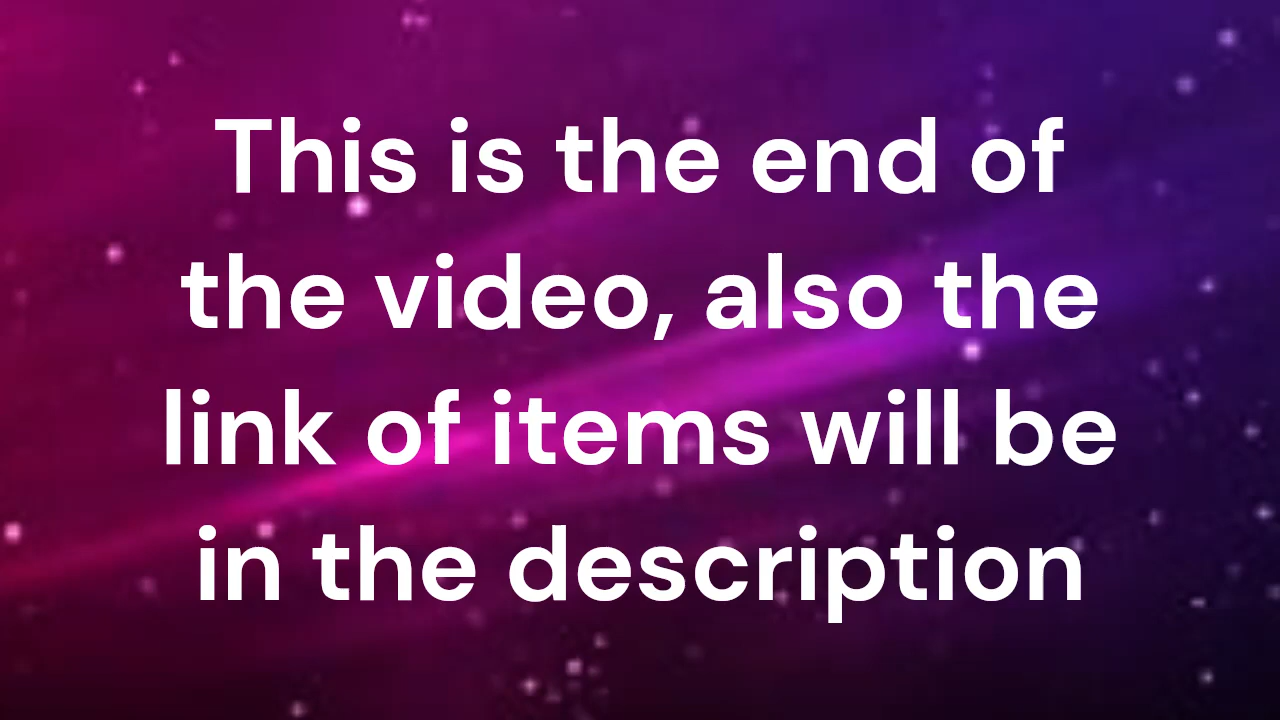 This is the end of
the video, also the
link of items will be
in the description